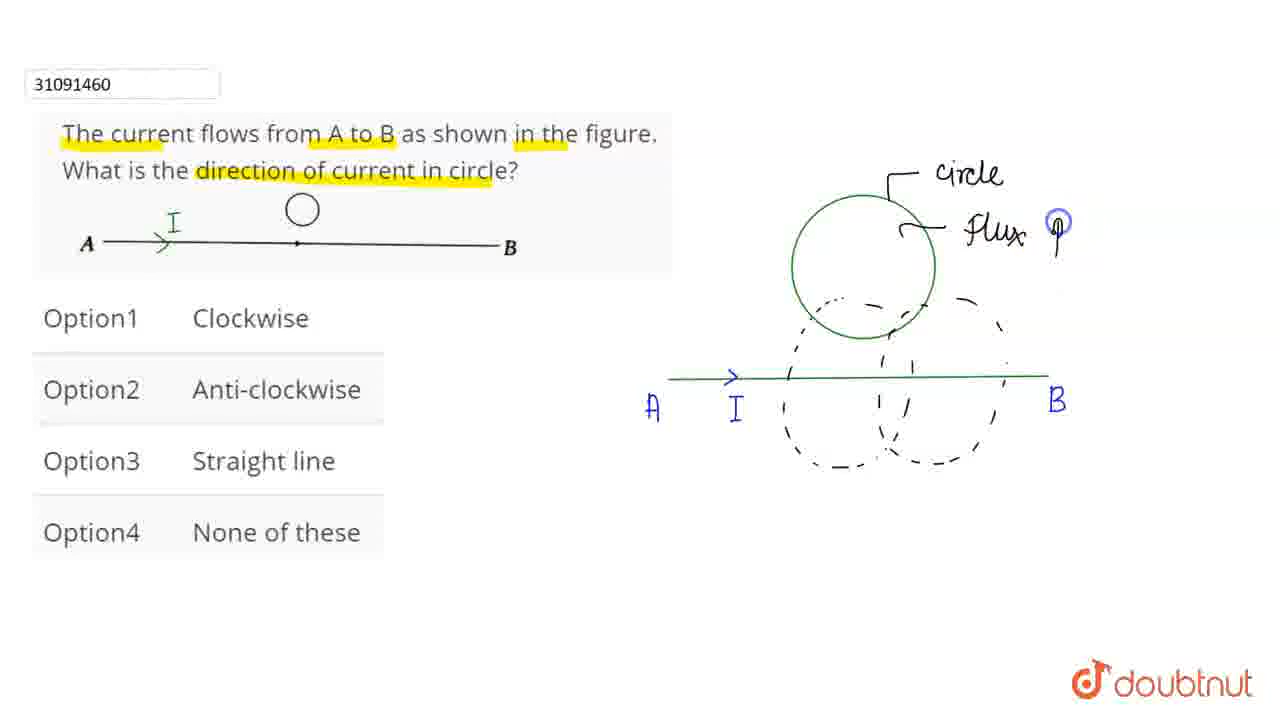 31091460
The current flows from A to B as shown in the figure.
What is the direction of current in circle?
I
A
B
Option1 Clockwise
Option2 Anti-clockwise
Option3 Straight line
Option4 None of these
circle
flux
A
I
B
doubtnut